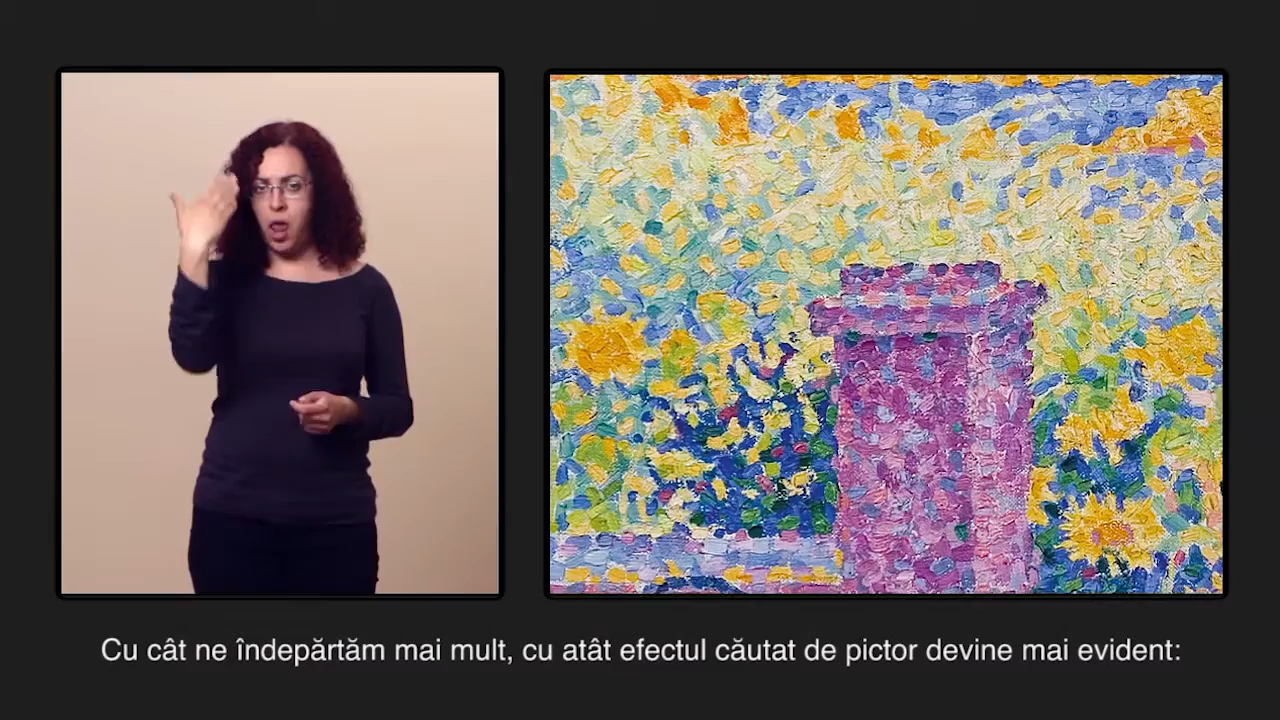 Cu cât ne îndepărtăm mai mult, cu atât efectul căutat de pictor devine mai evident: